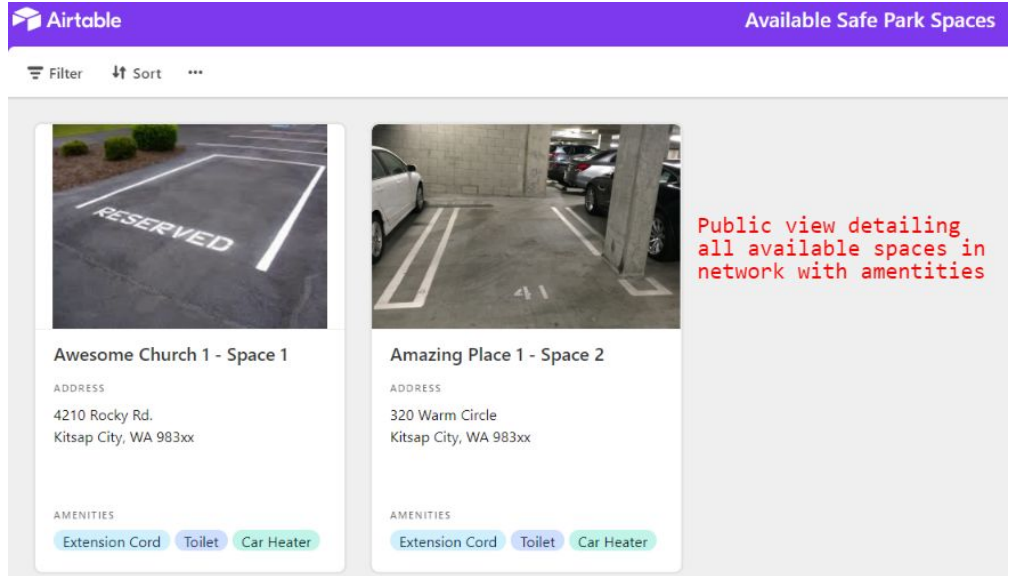 Airtable
Available Safe Park Spaces
Filter
Sort
...
RESERVED
Awesome Church 1 - Space 1
ADDRESS
4210 Rocky Rd.
Kitsap City, WA 983xx
AMENITIES
Extension Cord Toilet Car Heater
Amazing Place 1 - Space 2
ADDRESS
320 Warm Circle
Kitsap City, WA 983xx
AMENITIES
Extension Cord Toilet Car Heater
Public view detailing
all available spaces in
network with amentities